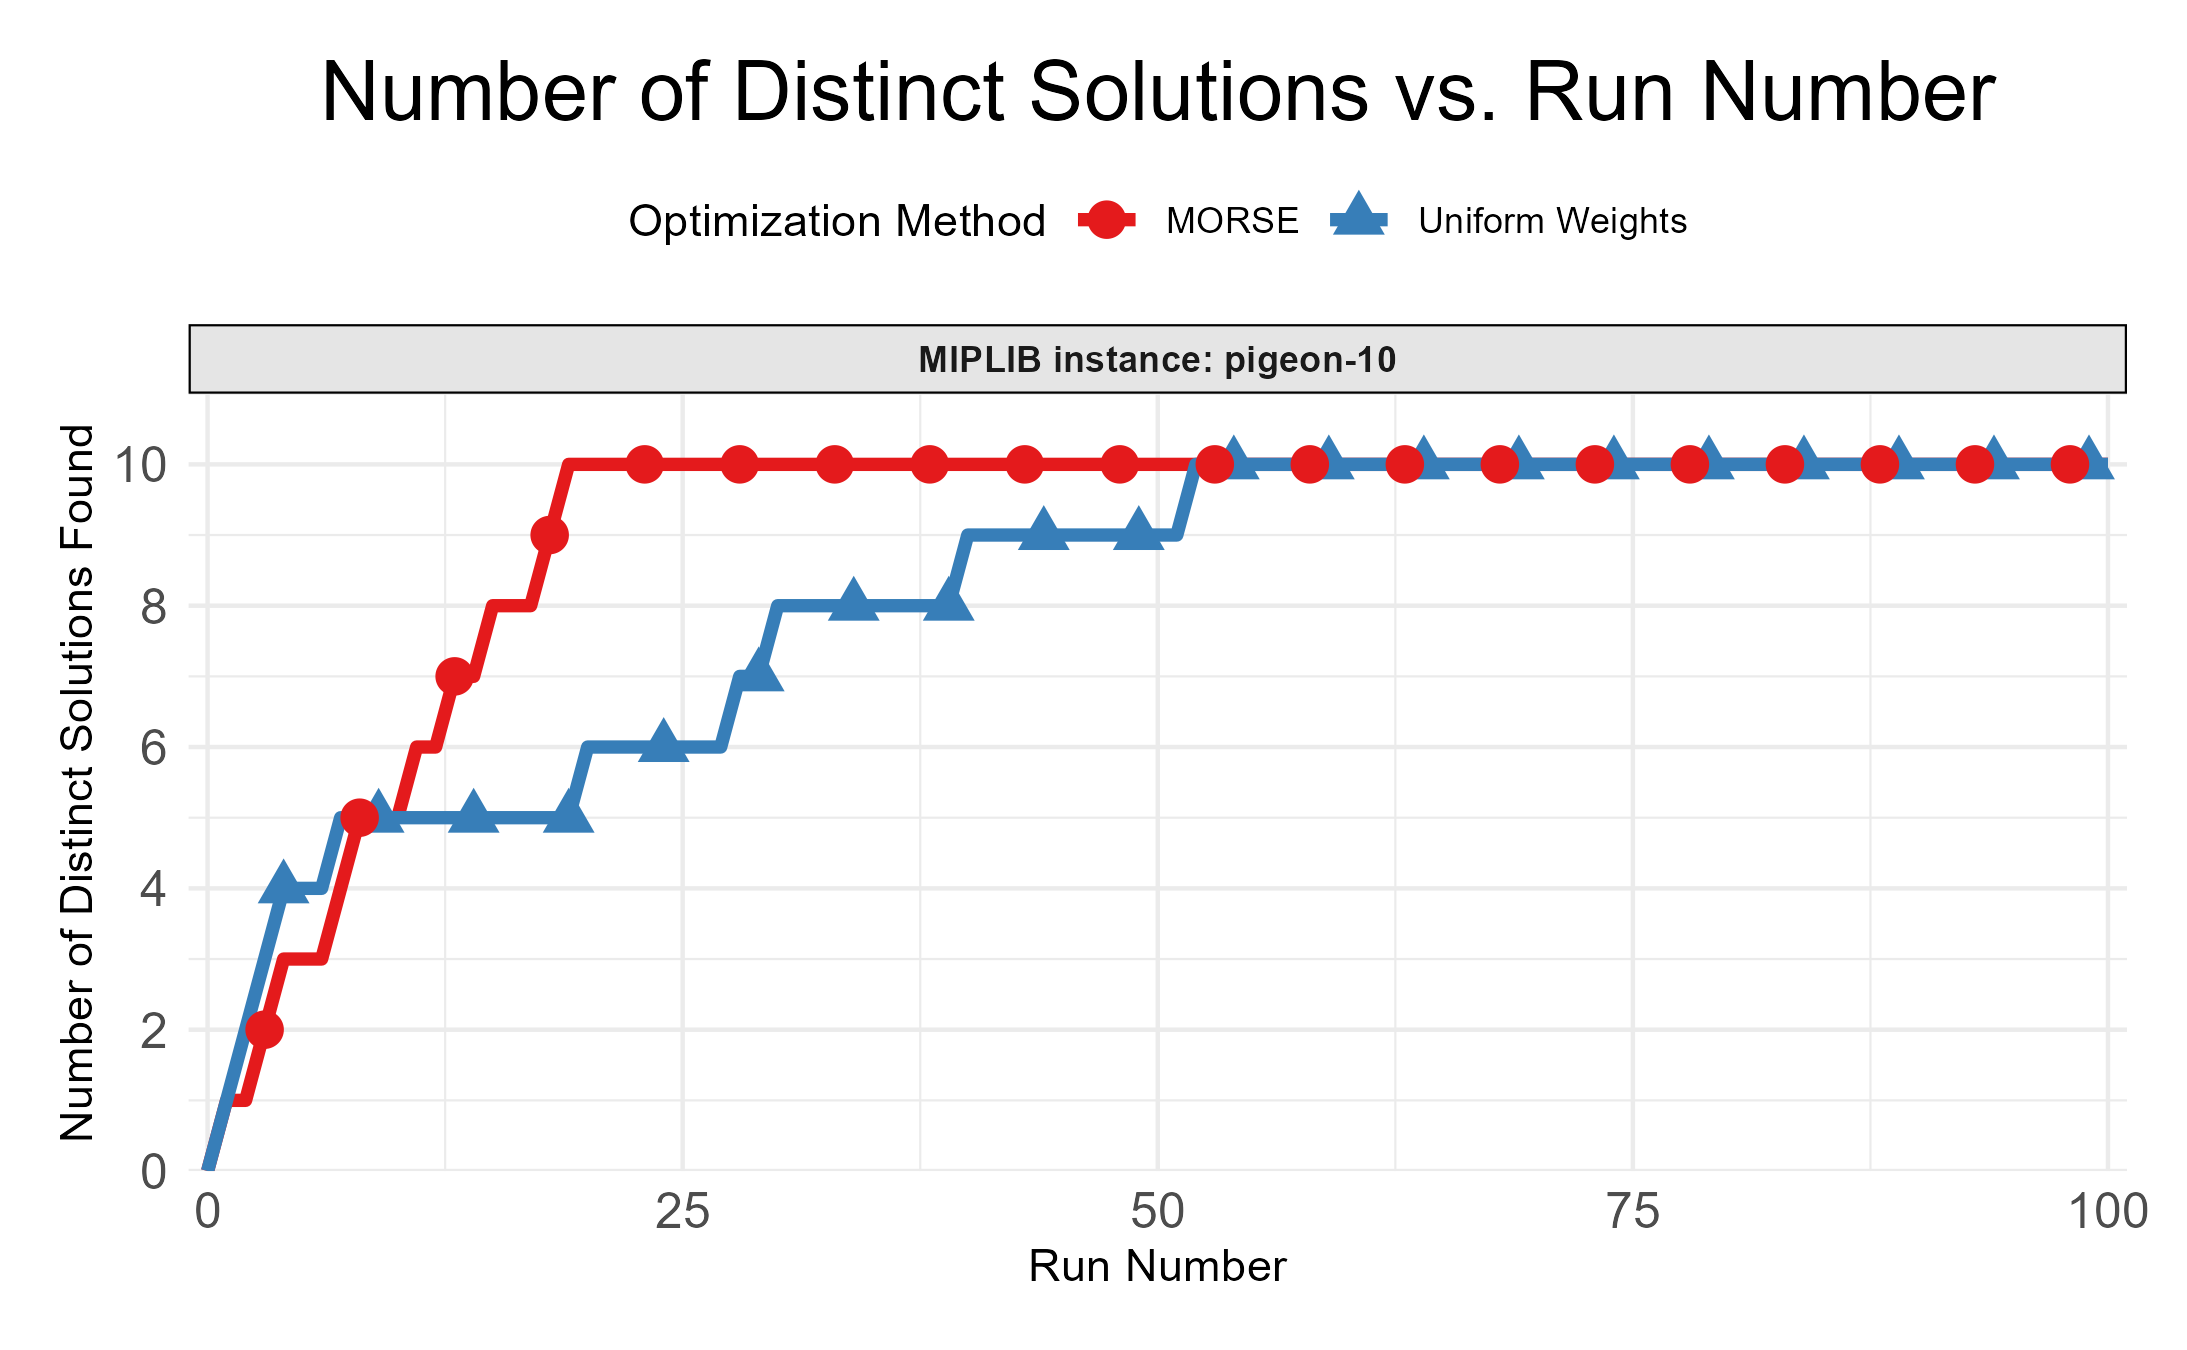 Number of Distinct Solutions vs. Run Number
Optimization Method MORSE Uniform Weights
MIPLIB instance: pigeon-10
Number of Distinct Solutions Found
10
8
6
4
2
0
0 25 50 75 100
Run Number